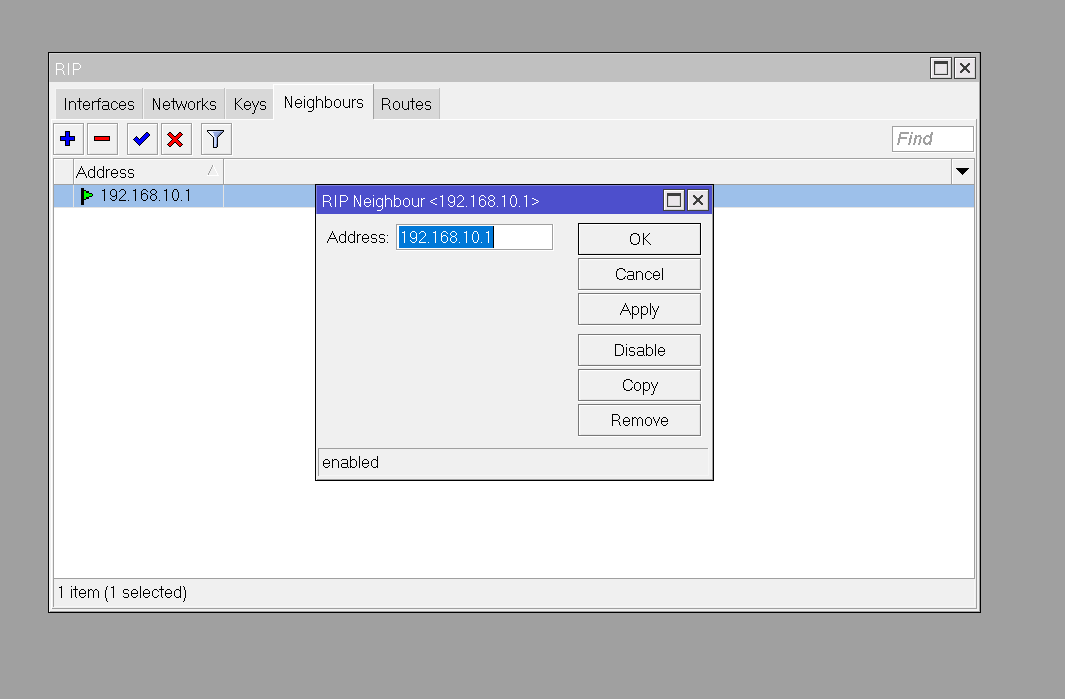 RIP
Interfaces Networks Keys Neighbours Routes
Find
Address
192.168.10.1
RIP Neighbour <192.168.10.1>
Address: 192.168.10.1
OK
Cancel
Apply
Disable
Copy
Remove
enabled
1 item (1 selected)